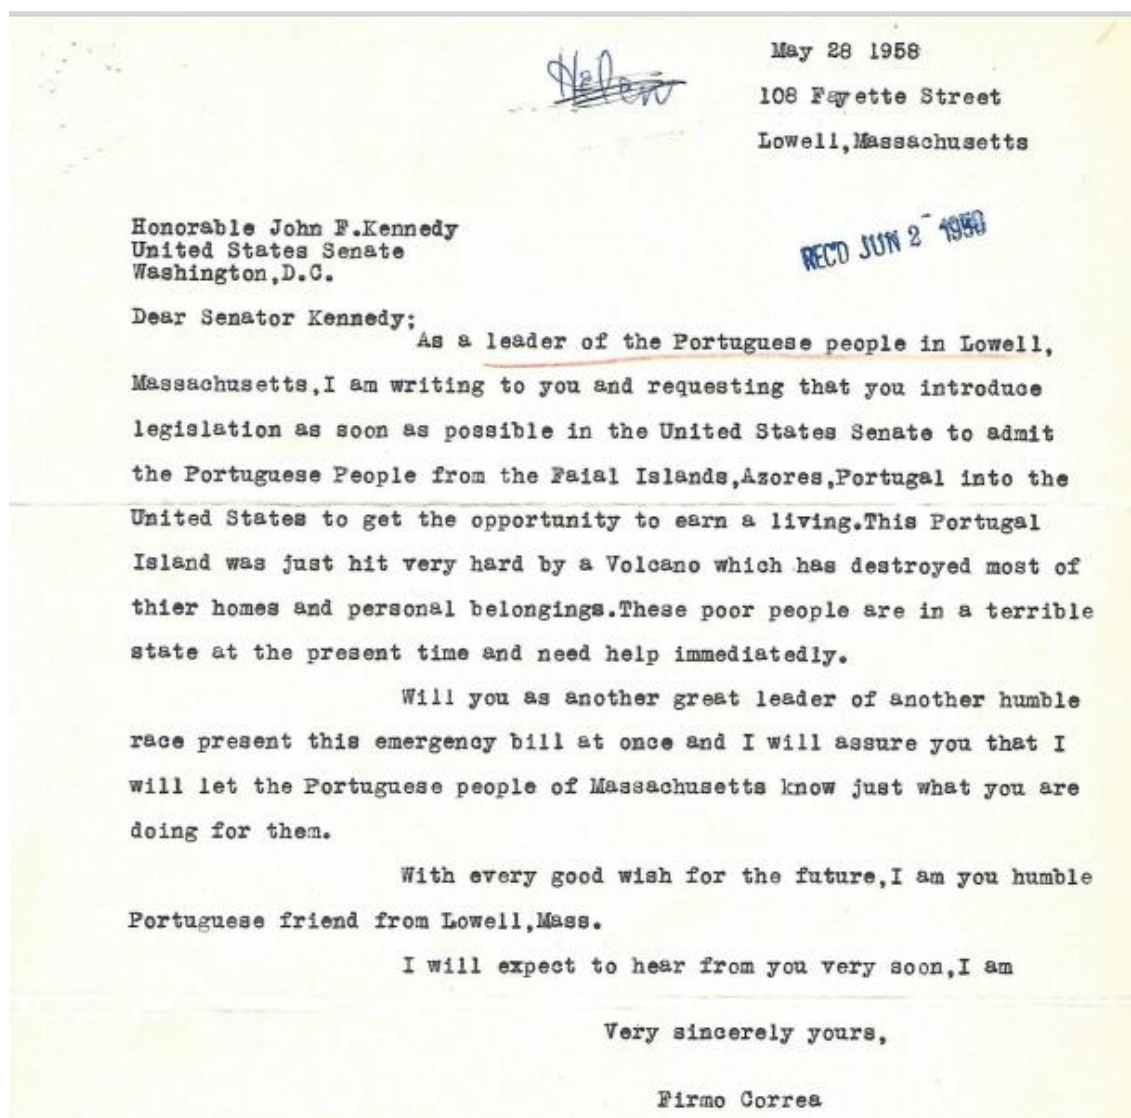 Helen
May 28 1958
108 Fayette Street
Lowell,Massachusetts
Honorable John F.Kennedy
United States Senate
Washington,D.C.
REC'D JUN 2 - 1958
Dear Senator Kennedy;
As a leader of the Portuguese people in Lowell,
Massachusetts,I am writing to you and requesting that you introduce
legislation as soon as possible in the United States Senate to admit
the Portuguese People from the Faial Islands,Azores,Portugal into the
United States to get the opportunity to earn a living.This Portugal
Island was just hit very hard by a Volcano which has destroyed most of
thier homes and personal belongings.These poor people are in a terrible
state at the present time and need help immediatedly.
Will you as another great leader of another humble
race present this emergency bill at once and I will assure you that I
will let the Portuguese people of Massachusetts know just what you are
doing for them.
With every good wish for the future,I am you humble
Portuguese friend from Lowell,Mass.
I will expect to hear from you very soon,I am
Very sincerely yours,
Firmo Correa